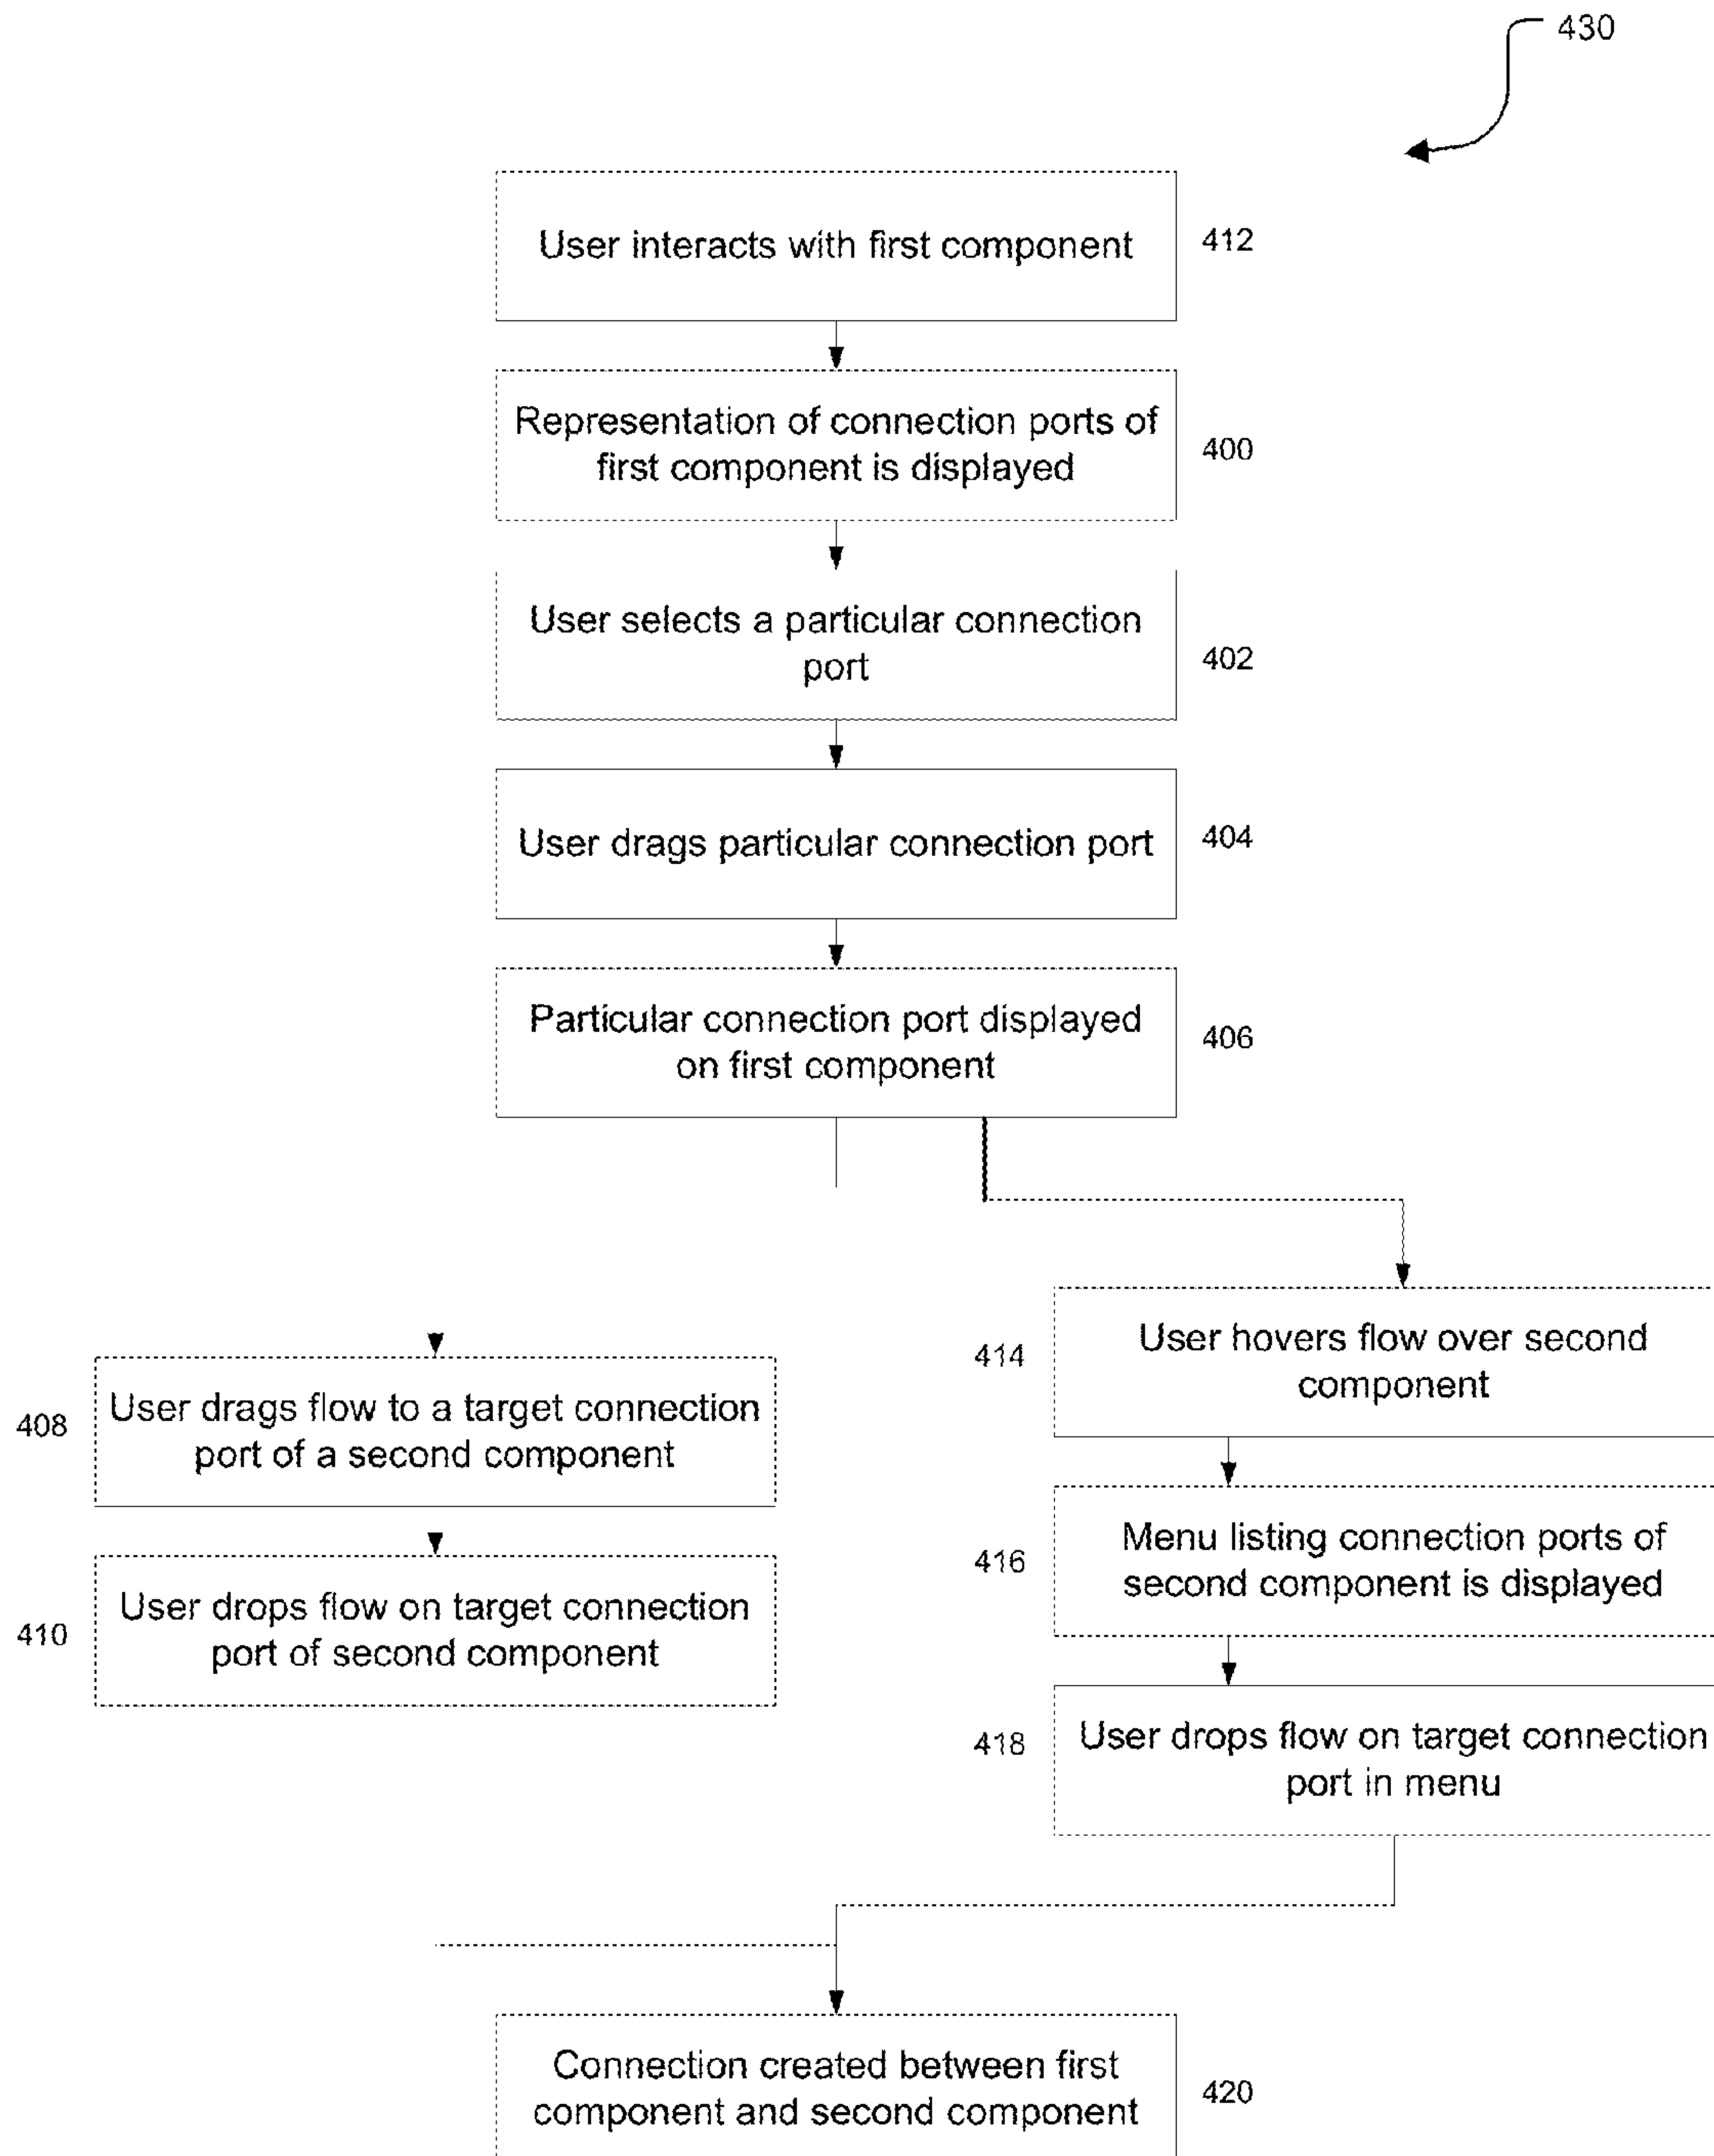 430
User interacts with first component
412
Representation of connection ports of
first component is displayed
400
User selects a particular connection
port
402
User drags particular connection port
404
Particular connection port displayed
on first component
406
408
User drags flow to a target connection
port of a second component
410
User drops flow on target connection
port of second component
414
User hovers flow over second
component
416
Menu listing connection ports of
second component is displayed
418
User drops flow on target connection
port in menu
Connection created between first
component and second component
420